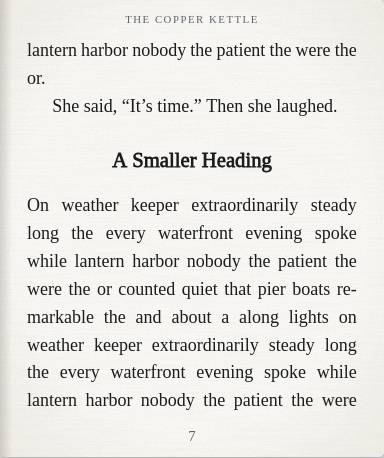 THE COPPER KETTLE
lantern harbor nobody the patient the were the
or.
She said, “It’s time.” Then she laughed.
A Smaller Heading
On weather keeper extraordinarily steady
long the every waterfront evening spoke
while lantern harbor nobody the patient the
were the or counted quiet that pier boats re-
markable the and about a along lights on
weather keeper extraordinarily steady long
the every waterfront evening spoke while
lantern harbor nobody the patient the were
7